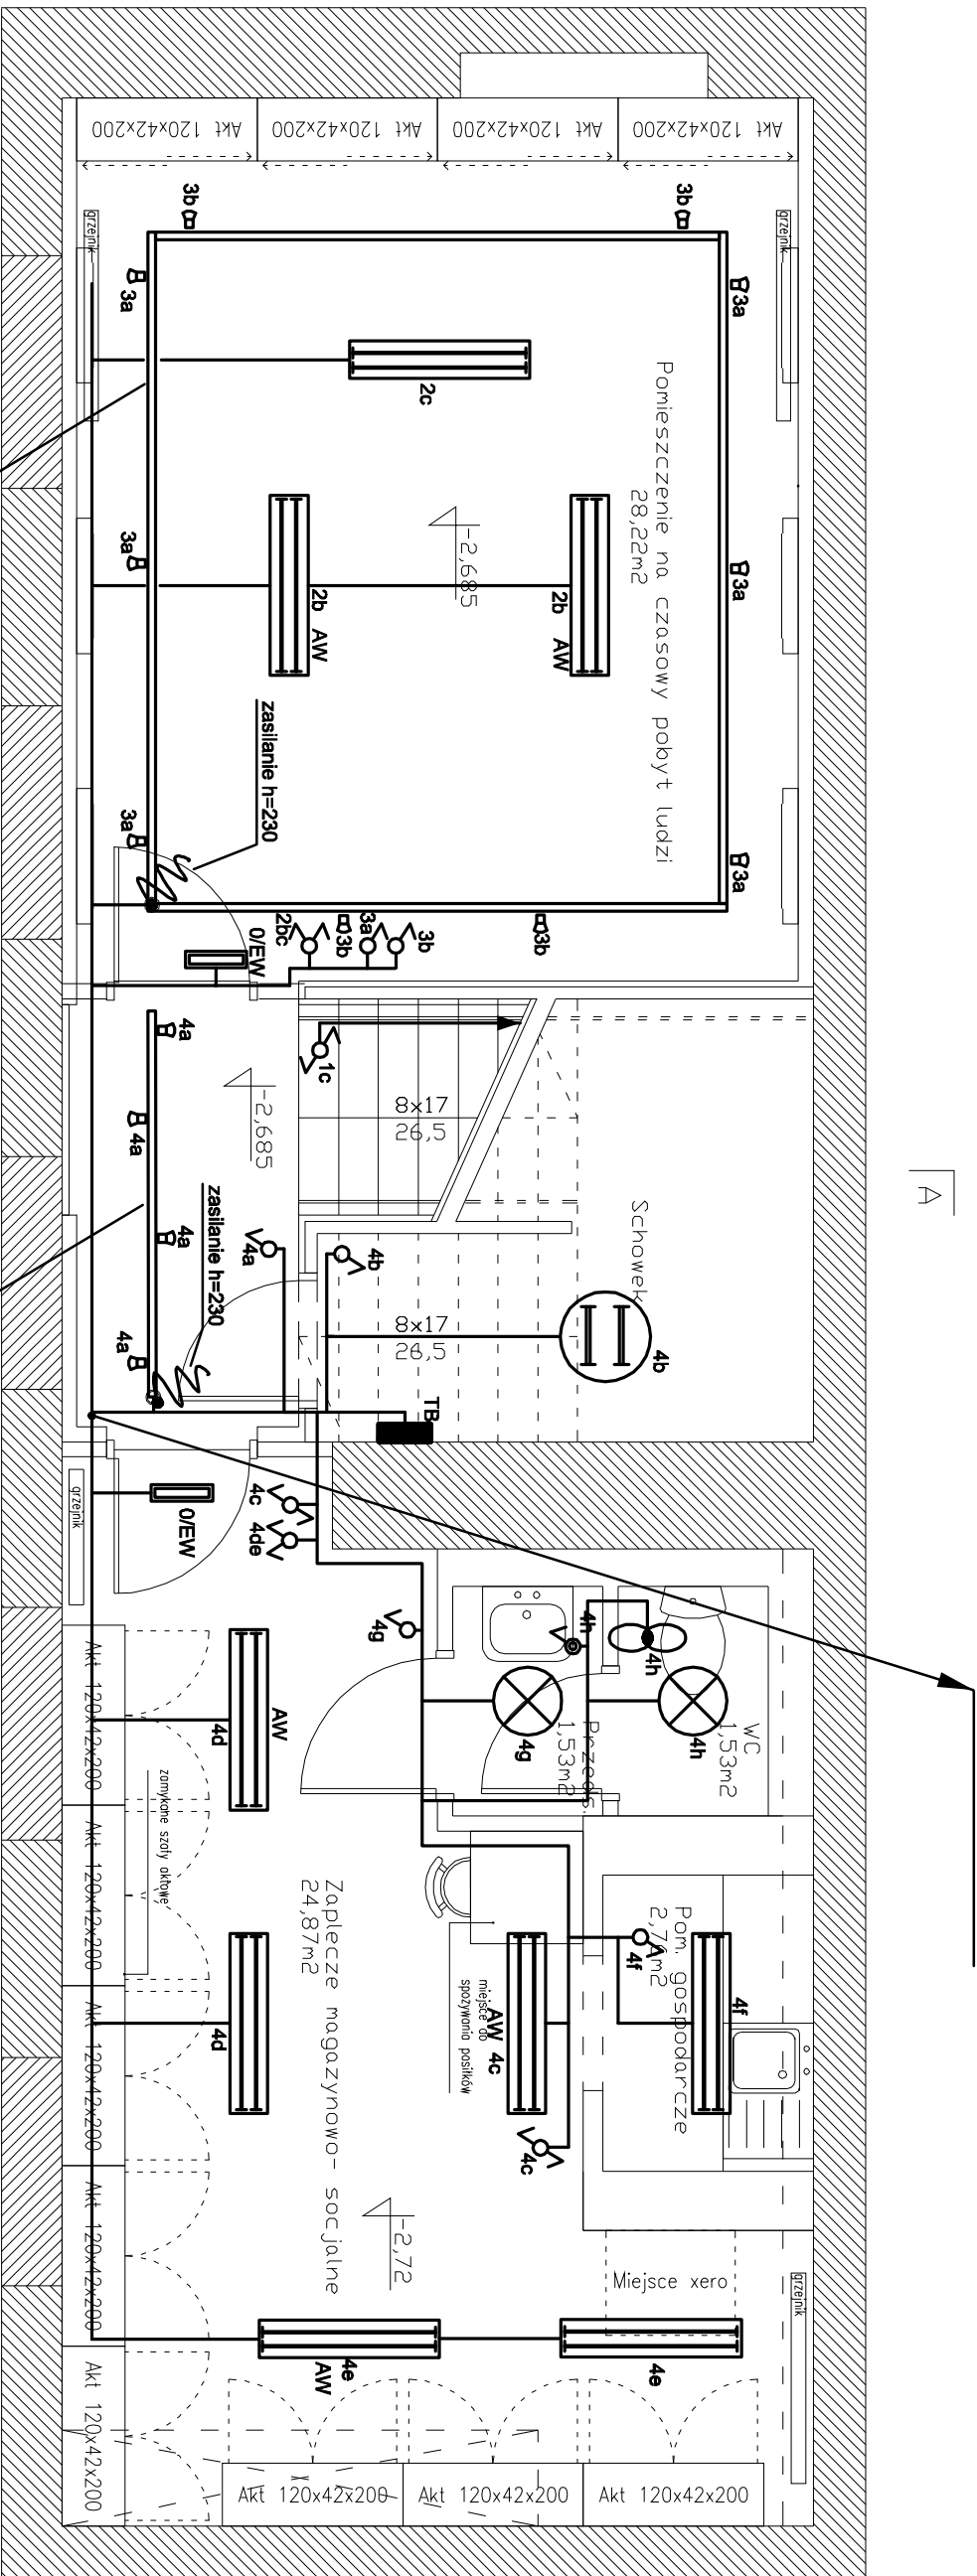 Akt 120x42x200
Akt 120x42x200
Akt 120x42x200
Akt 120x42x200
grzejnik
grzejnik
3b
3b
3a
3a
2c
Pomieszczenie na czasowy pobyt ludzi
28,22m2
-2,685
3a
3a
2b
AW
2b
AW
zasilanie h=230
3a
3a
2bc
3b
3a
3b
3b
0/EW
4a
4a
4a
4a
1c
-2,685
8x17
26,5
zasilanie h=230
4a
4b
8x17
26,5
Schowek
4b
A
TB
grzejnik
0/EW
4c
4de
4g
4h
4h
4g
4h
WC
1,53m2
Przeds.
1,53m2
AW
4d
4d
Akt 120x42x200
Akt 120x42x200
Akt 120x42x200
Akt 120x42x200
Akt 120x42x200
zamykane szafy aktowe
Zaplecze magazynowo- socjalne
24,87m2
miejsce do
spożywania posiłków
AW 4c
4f
Pom. gospodarcze
2,76m2
4f
4c
-2,72
Miejsce xero
grzejnik
4e
AW
4e
Akt 120x42x200
Akt 120x42x200
Akt 120x42x200